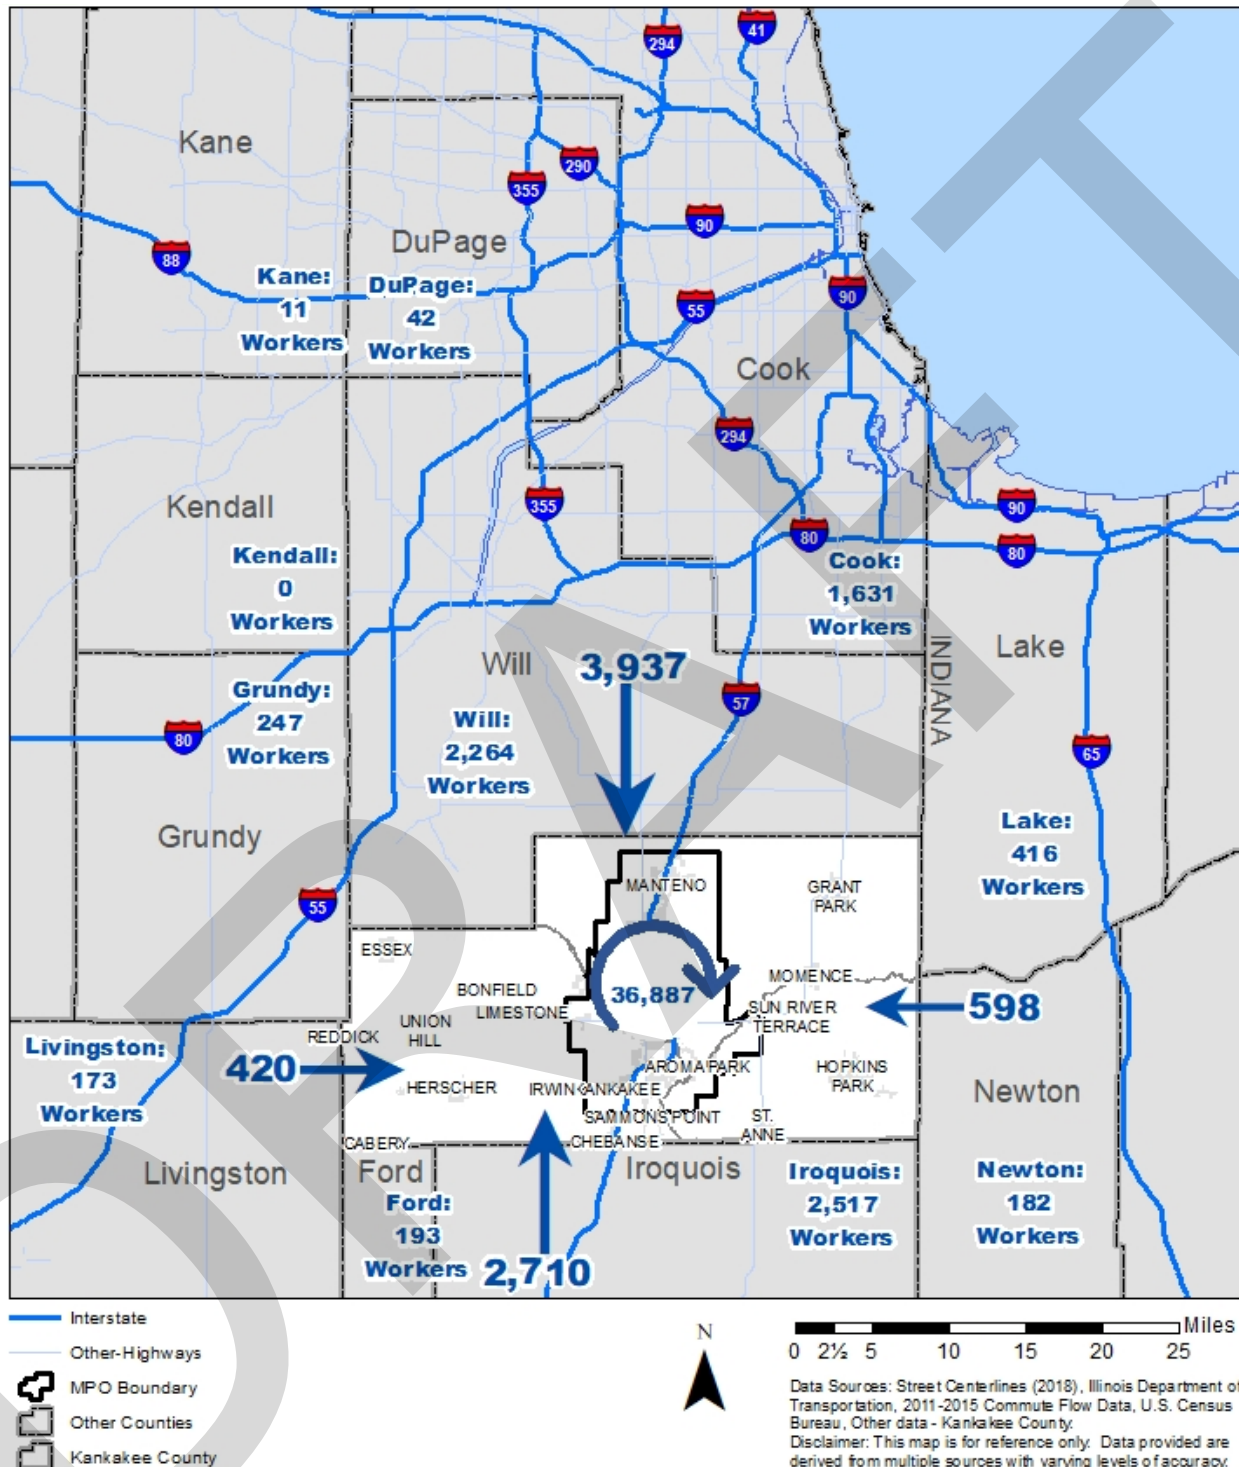 294
41
Kane
290
355
90
DuPage
88
Kane:
11
Workers
DuPage:
42
Workers
55
90
Cook
294
Kendall
355
90
80
80
Kendall:
0
Workers
Cook:
1,631
Workers
INDIANA
Lake
Will
3,937
57
Grundy:
247
Workers
80
Will:
2,264
Workers
65
Grundy
Lake:
416
Workers
MANTENO
GRANT
PARK
55
ESSEX
BONFIELD
LIMESTONE
36,887
MOMENCE
SUN RIVER
TERRACE
598
UNION
HILL
REDDICK
Livingston:
173
Workers
420
HERSCHER
IRWIN
KANKAKEE
AROMA PARK
HOPKINS
PARK
Newton
SAMMONS POINT
ST.
ANNE
CABERY
CHEBANSE
Livingston
Ford
Iroquois
Ford:
193
Workers
2,710
Iroquois:
2,517
Workers
Newton:
182
Workers
Interstate
Other-Highways
MPO Boundary
Other Counties
Kankakee County
N
Miles
0 2½ 5 10 15 20 25
Data Sources: Street Centerlines (2018), Illinois Department of
Transportation, 2011-2015 Commute Flow Data, U.S. Census
Bureau, Other data - Kankakee County.
Disclaimer: This map is for reference only. Data provided are
derived from multiple sources with varying levels of accuracy.
DRAFT